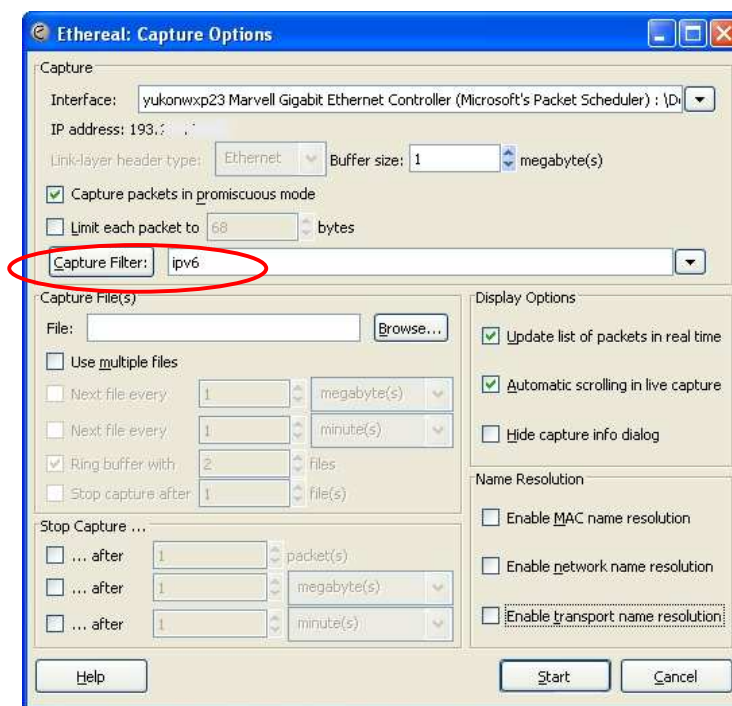 Ethereal: Capture Options
Capture
Interface: yukonwxp23 Marvell Gigabit Ethernet Controller (Microsoft's Packet Scheduler) : \D
IP address: 193.
Link-layer header type: Ethernet Buffer size: 1 megabyte(s)
Capture packets in promiscuous mode
Limit each packet to 68 bytes
Capture Filter: ipv6
Capture File(s)
File: Browse...
Use multiple files
Next file every 1 megabyte(s)
Next file every 1 minute(s)
Ring buffer with 2 files
Stop capture after 1 file(s)
Stop Capture ...
... after 1 packet(s)
... after 1 megabyte(s)
... after 1 minute(s)
Display Options
Update list of packets in real time
Automatic scrolling in live capture
Hide capture info dialog
Name Resolution
Enable MAC name resolution
Enable network name resolution
Enable transport name resolution
Help Start Cancel